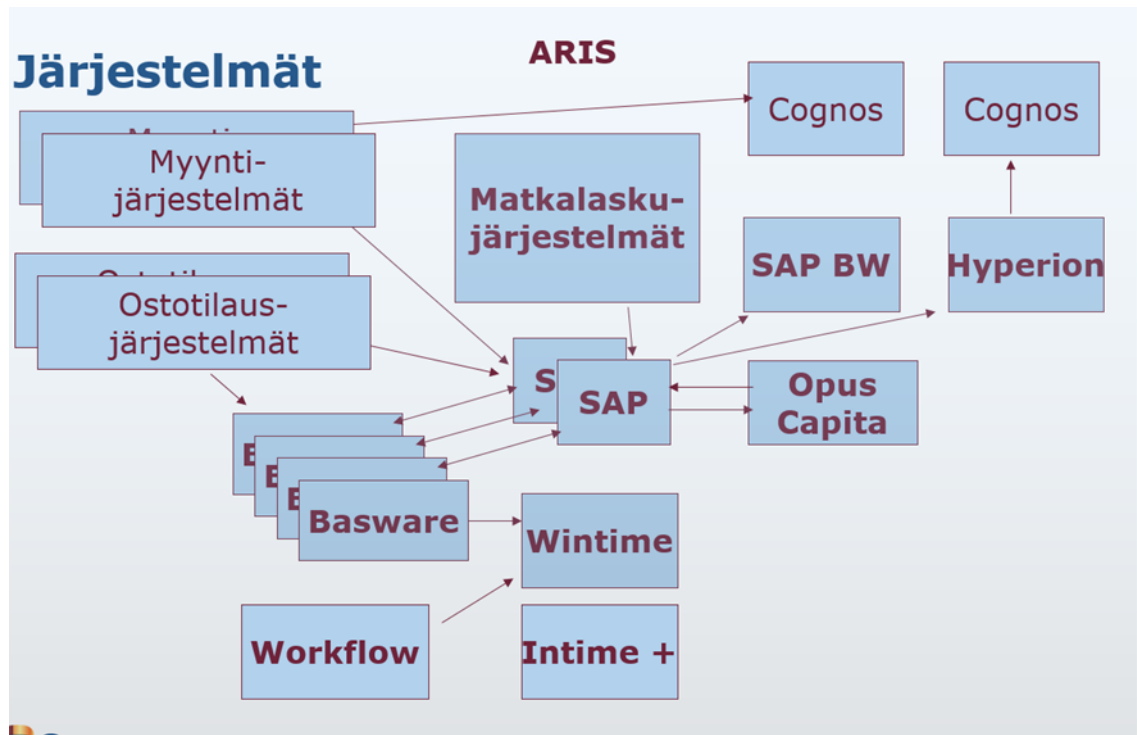 Järjestelmät
ARIS
Cognos
Cognos
Myynti-
järjestelmät
Matkalasku-
järjestelmät
SAP BW
Hyperion
Ostotilaus-
järjestelmät
S
SAP
Opus
Capita
B
B
B
Basware
Wintime
Workflow
Intime +